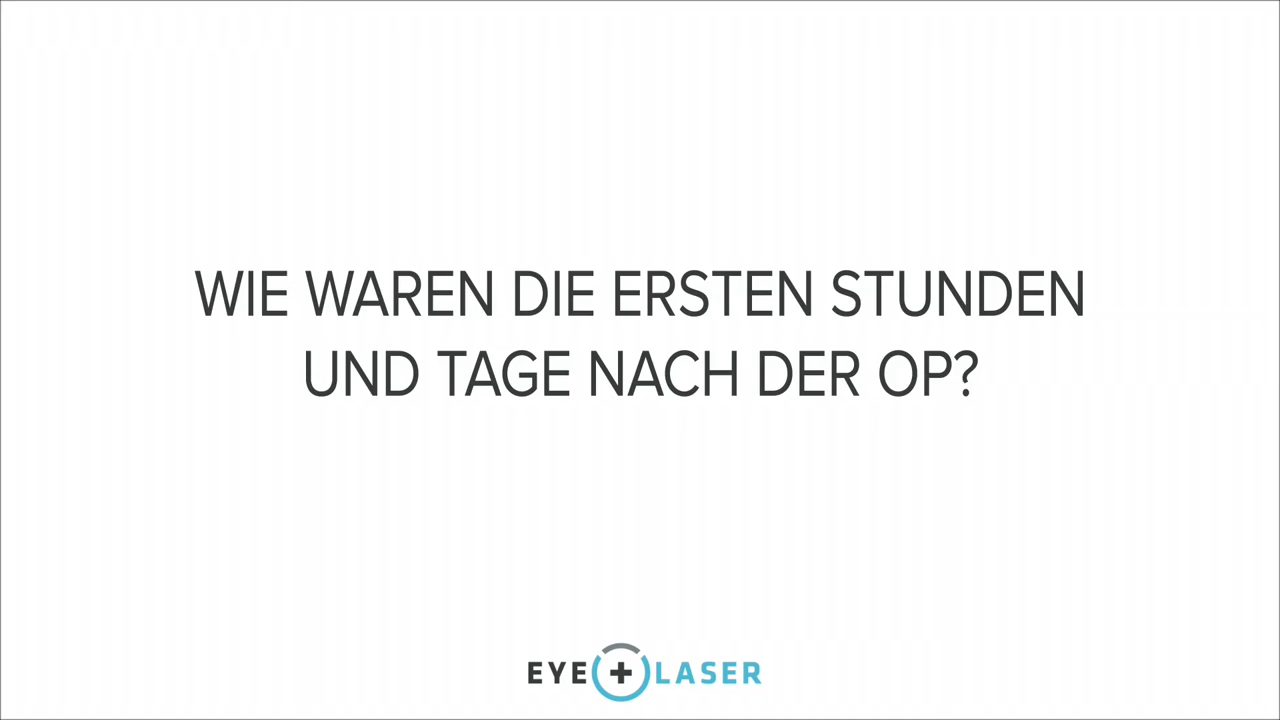 WIE WAREN DIE ERSTEN STUNDEN
UND TAGE NACH DER OP?
EYE LASER